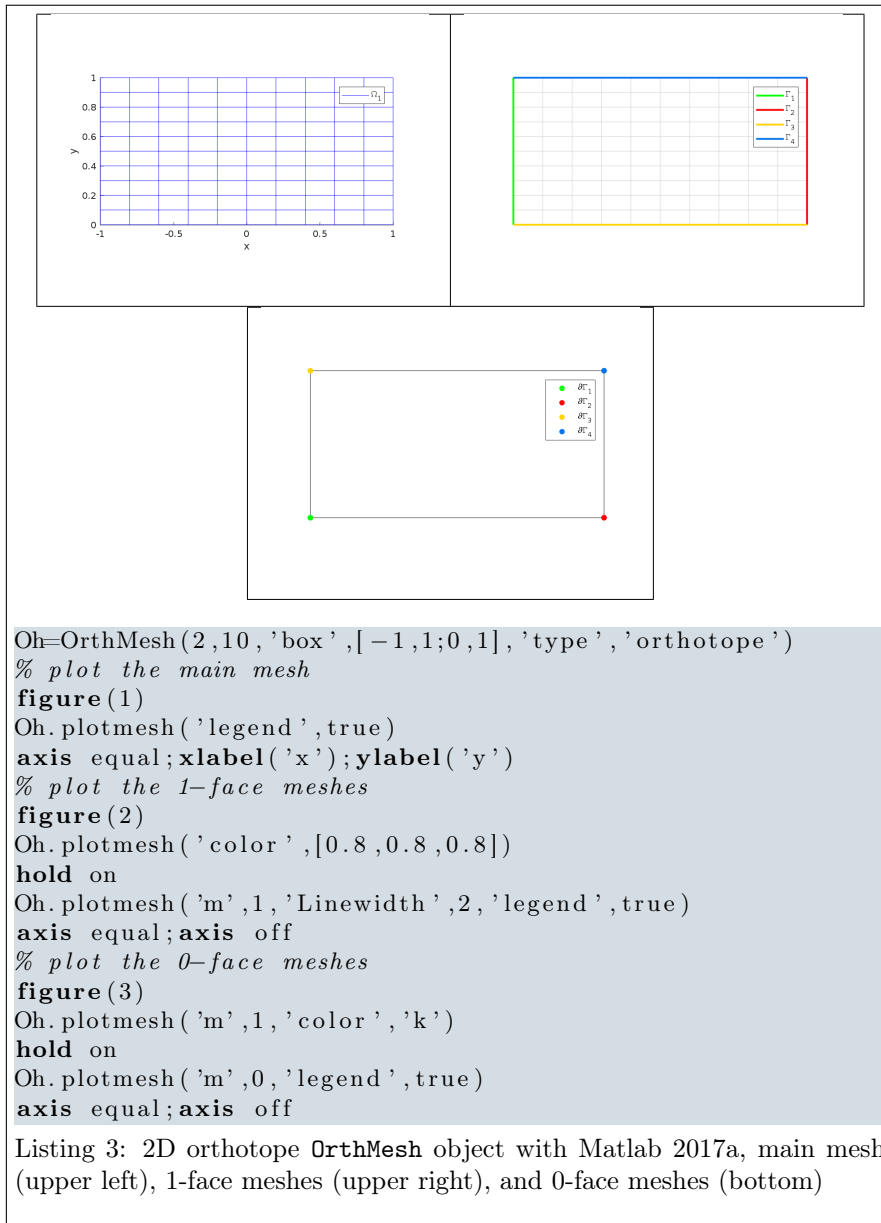 1
0.8
0.6
0.4
0.2
0
y
-1
-0.5
0
0.5
1
x
Ω1
Γ1
Γ2
Γ3
Γ4
∂Γ1
∂Γ2
∂Γ3
∂Γ4
Oh=OrthMesh(2,10,'box',[-1,1;0,1],'type','orthotope')
% plot the main mesh
figure(1)
Oh.plotmesh('legend',true)
axis equal;xlabel('x');ylabel('y')
% plot the 1-face meshes
figure(2)
Oh.plotmesh('color',[0.8,0.8,0.8])
hold on
Oh.plotmesh('m',1,'Linewidth',2,'legend',true)
axis equal;axis off
% plot the 0-face meshes
figure(3)
Oh.plotmesh('m',1,'color','k')
hold on
Oh.plotmesh('m',0,'legend',true)
axis equal;axis off
Listing 3: 2D orthotope OrthMesh object with Matlab 2017a, main mesh
(upper left), 1-face meshes (upper right), and 0-face meshes (bottom)